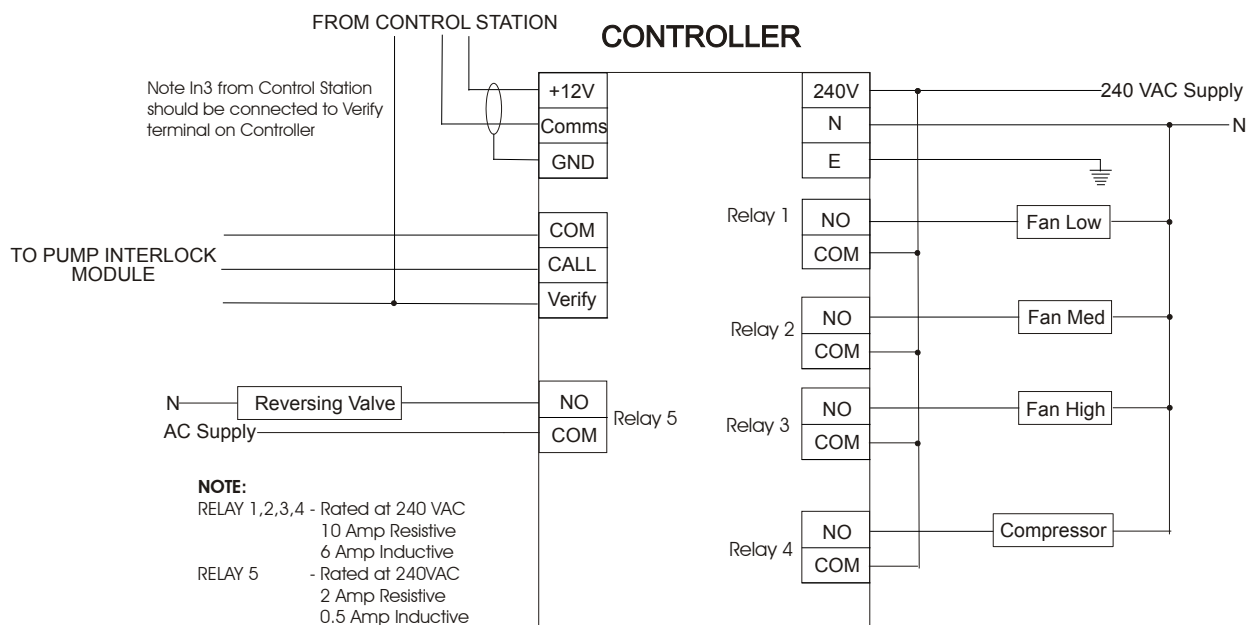 FROM CONTROL STATION
CONTROLLER
Note In3 from Control Station
should be connected to Verify
terminal on Controller
+12V
Comms
GND
240V
N
E
240 VAC Supply
N
TO PUMP INTERLOCK
MODULE
COM
CALL
Verify
Relay 1
NO
COM
Fan Low
Relay 2
NO
COM
Fan Med
N
Reversing Valve
AC Supply
NO
COM
Relay 5
Relay 3
NO
COM
Fan High
Relay 4
NO
COM
Compressor
NOTE:
RELAY 1,2,3,4 - Rated at 240 VAC
10 Amp Resistive
6 Amp Inductive
RELAY 5 - Rated at 240VAC
2 Amp Resistive
0.5 Amp Inductive